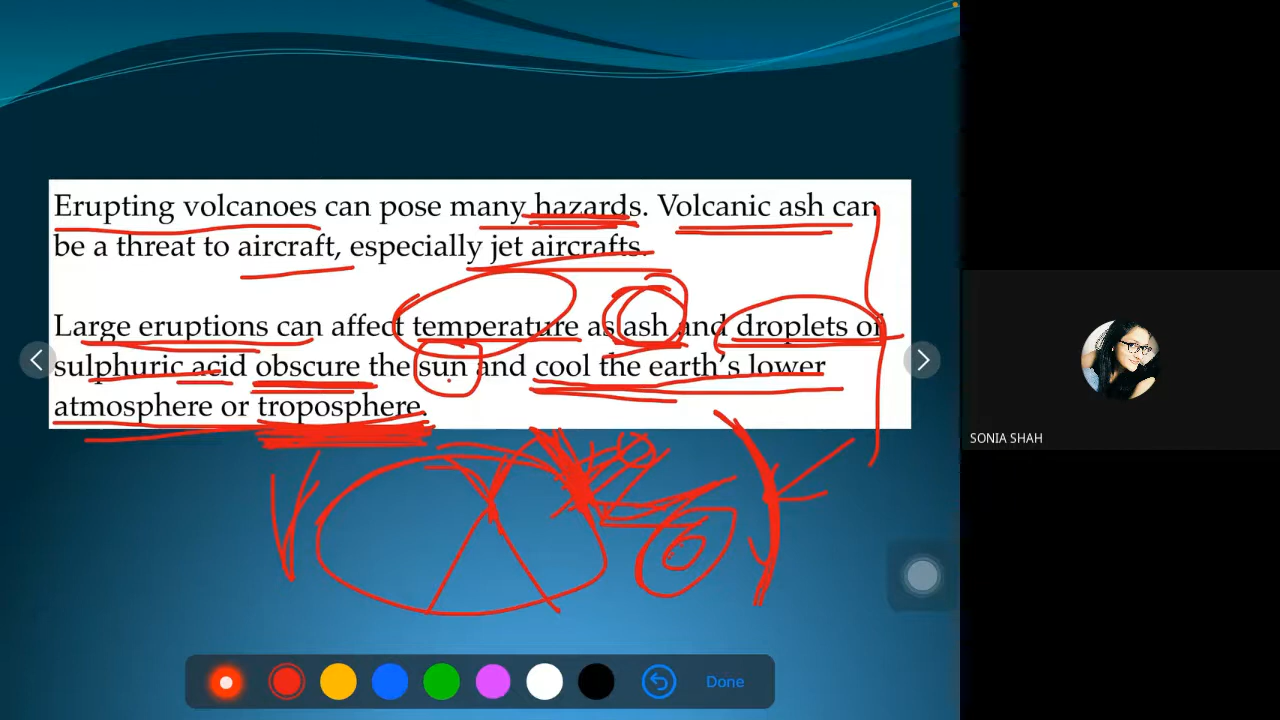 Erupting volcanoes can pose many hazards. Volcanic ash can
be a threat to aircraft, especially jet aircrafts.
Large eruptions can affect temperature as ash and droplets of
sulphuric acid obscure the sun and cool the earth's lower
atmosphere or troposphere.
SONIA SHAH
Done